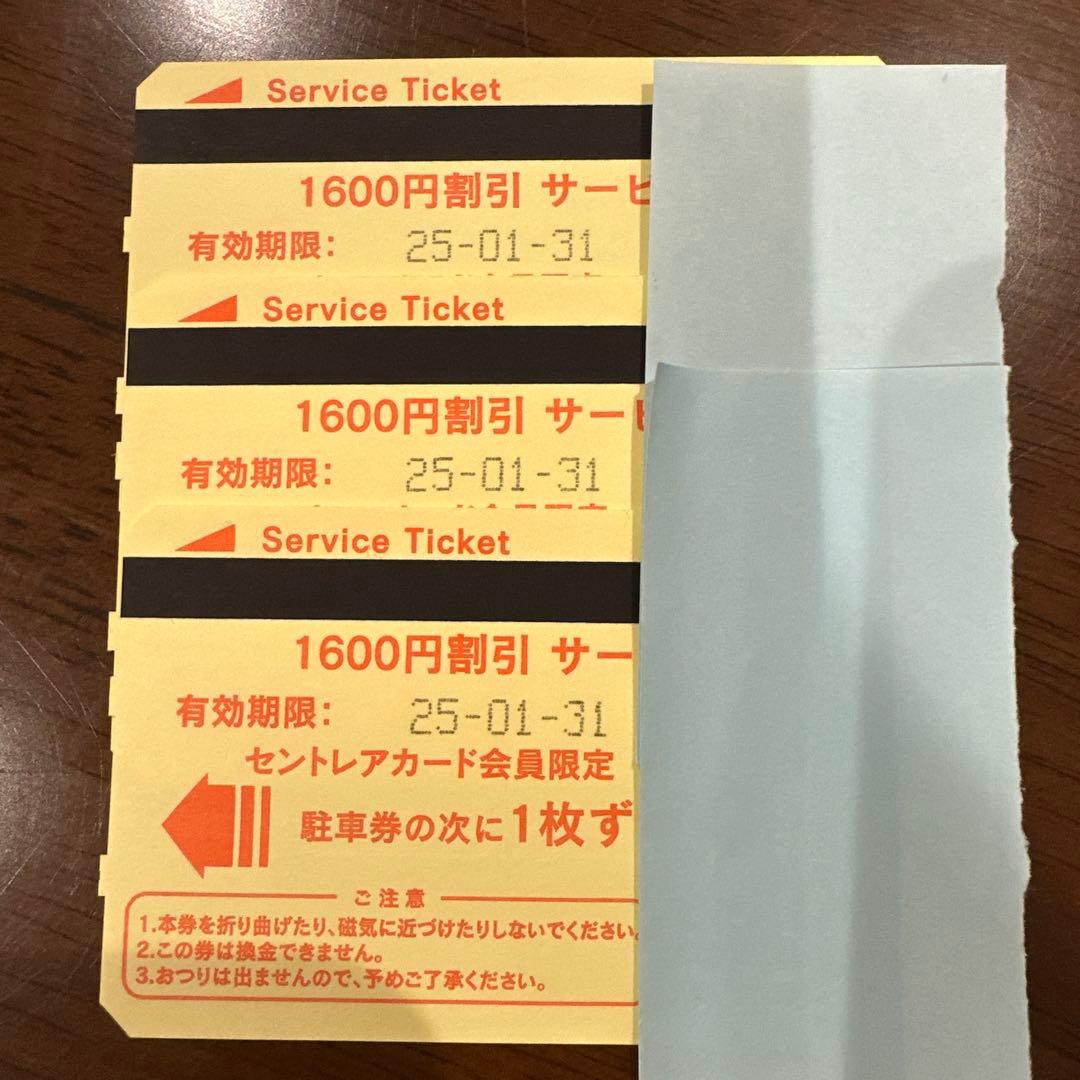 Service Ticket
1600円割引 サービ
有効期限: 25-01-31
Service Ticket
1600円割引 サー
有効期限: 25-01-31
Service Ticket
1600円割引 サー
有効期限: 25-01-31
セントレアカード会員限定
駐車券の次に1枚ず
ご注意
1.本券を折り曲げたり、磁気に近づけたりしないでください。
2.この券は換金できません。
3.おつりは出ませんので、予めご了承ください。